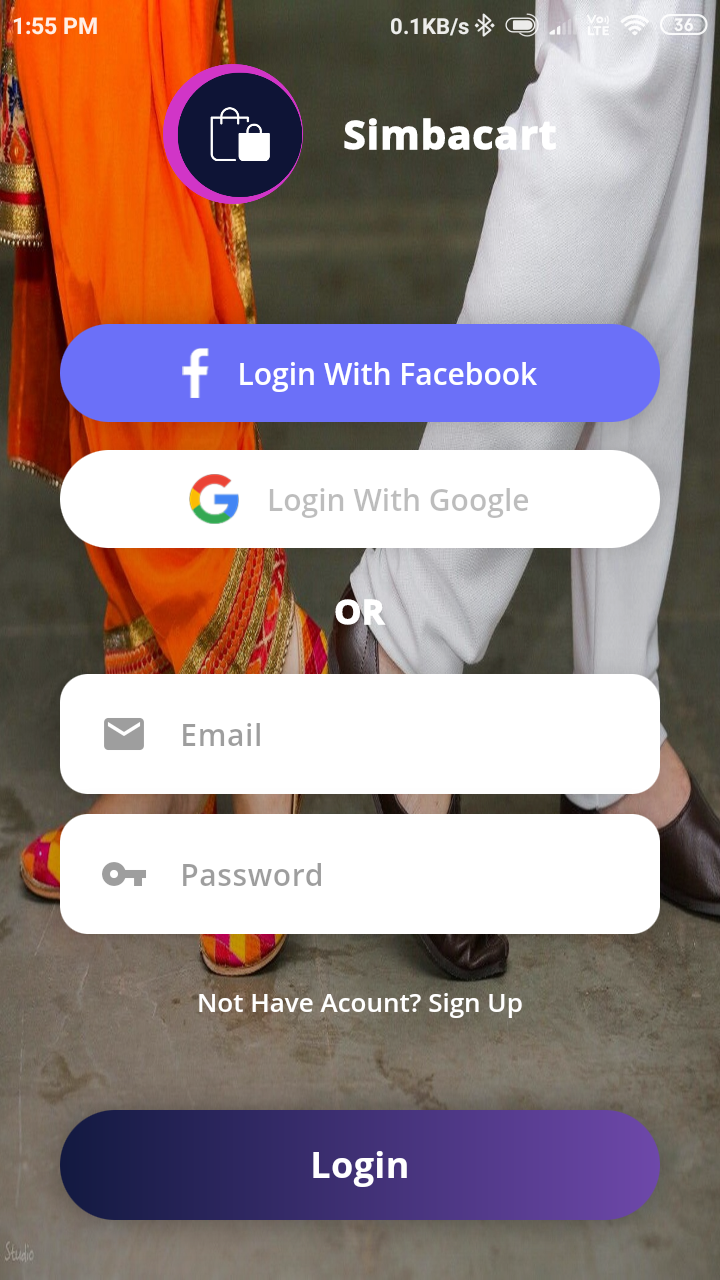 1:55 PM 0.1KB/s Vo) LTE 36
Simbacart
f Login With Facebook
G Login With Google
OR
Email
Password
Not Have Acount? Sign Up
Login
Studio